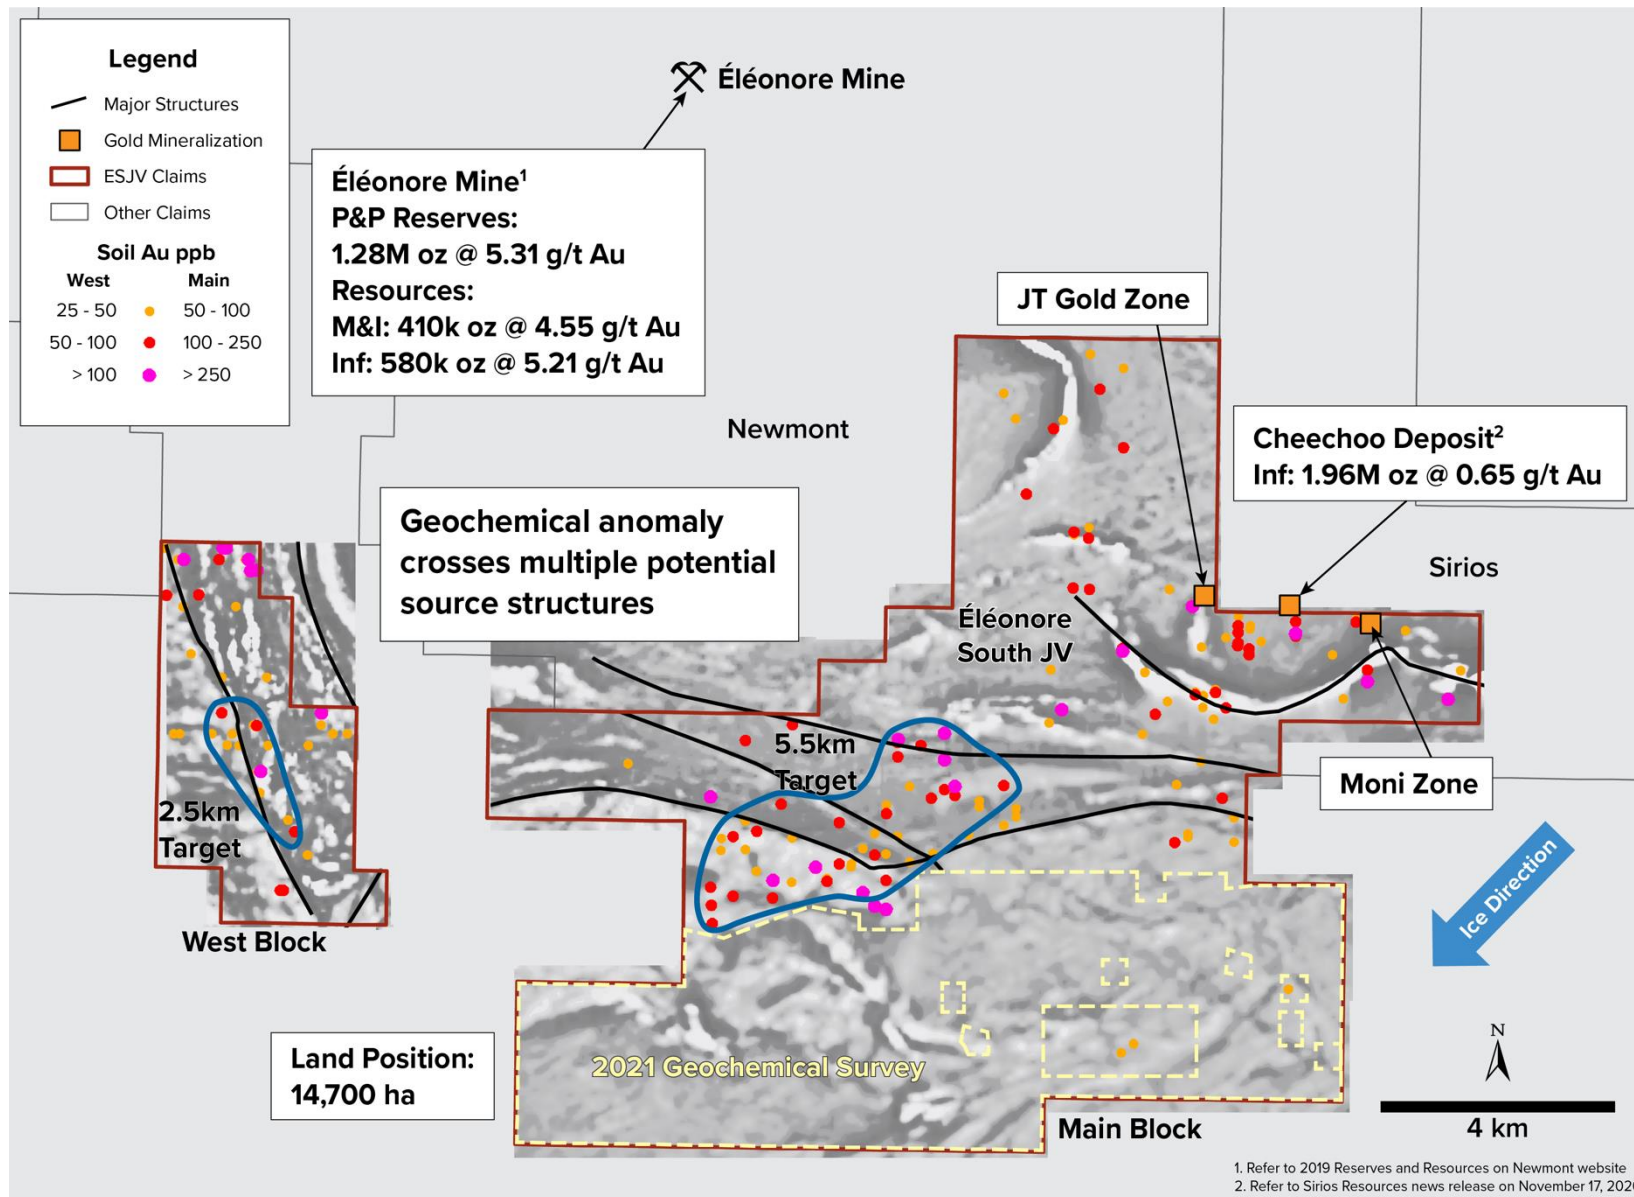 Legend
Major Structures
Gold Mineralization
ESJV Claims
Other Claims
Soil Au ppb
West Main
25 - 50 50 - 100
50 - 100 100 - 250
> 100 > 250
Éléonore Mine
Éléonore Mine¹
P&P Reserves:
1.28M oz @ 5.31 g/t Au
Resources:
M&I: 410k oz @ 4.55 g/t Au
Inf: 580k oz @ 5.21 g/t Au
JT Gold Zone
Newmont
Cheechoo Deposit²
Inf: 1.96M oz @ 0.65 g/t Au
Geochemical anomaly
crosses multiple potential
source structures
Sirios
Éléonore
South JV
5.5km
Target
Moni Zone
2.5km
Target
West Block
Ice Direction
Land Position:
14,700 ha
2021 Geochemical Survey
Main Block
N
4 km
1. Refer to 2019 Reserves and Resources on Newmont website
2. Refer to Sirios Resources news release on November 17, 202